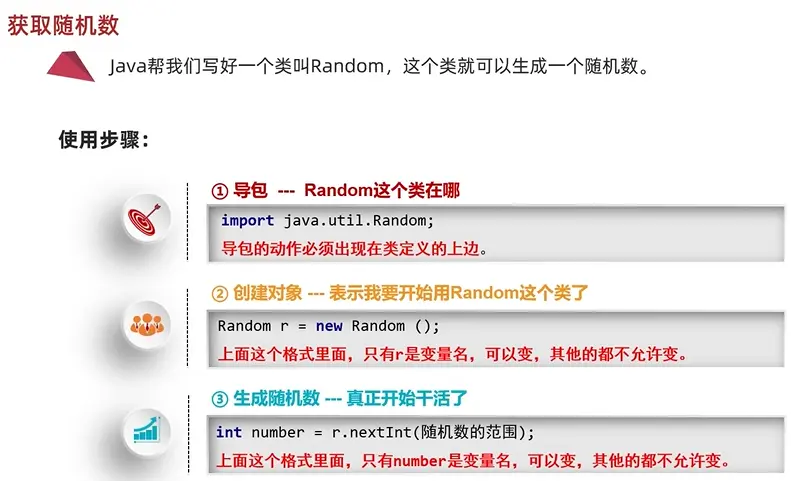 获取随机数
Java帮我们写好一个类叫Random，这个类就可以生成一个随机数。
使用步骤：
① 导包 --- Random这个类在哪
import java.util.Random;
导包的动作必须出现在类定义的上边。
② 创建对象 --- 表示我要开始用Random这个类了
Random r = new Random ();
上面这个格式里面，只有r是变量名，可以变，其他的都不允许变。
③ 生成随机数 --- 真正开始干活了
int number = r.nextInt(随机数的范围);
上面这个格式里面，只有number是变量名，可以变，其他的都不允许变。